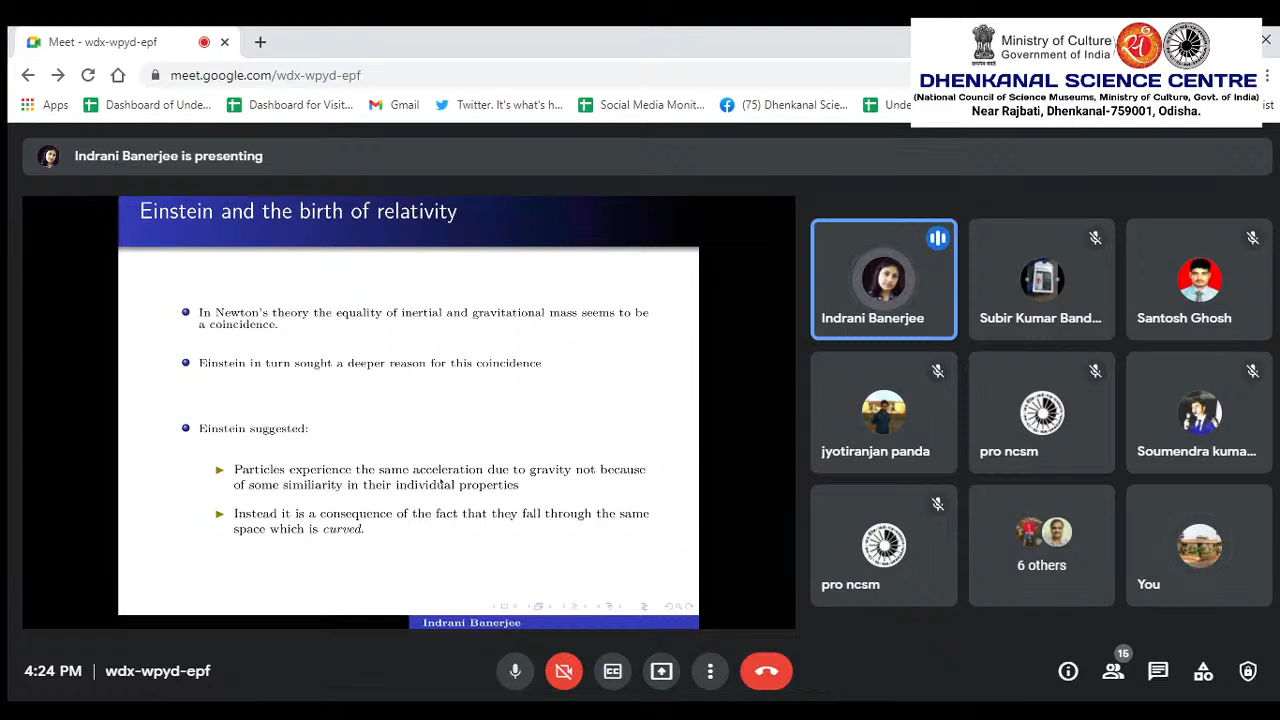 Meet - wdx-wpyd-epf
meet.google.com/wdx-wpyd-epf
Apps
Dashboard of Unde...
Dashboard for Visit...
Gmail
Twitter. It's what's h...
Social Media Monit...
(75) Dhenkanal Scie...
Unde
ist
Ministry of Culture
Government of India
DHENKANAL SCIENCE CENTRE
(National Council of Science Museums, Ministry of Culture, Govt. of India)
Near Rajbati, Dhenkanal-759001, Odisha.
Indrani Banerjee is presenting
Einstein and the birth of relativity
In Newton's theory the equality of inertial and gravitational mass seems to be
a coincidence.
Einstein in turn sought a deeper reason for this coincidence
Einstein suggested:
Particles experience the same acceleration due to gravity not because
of some similiarity in their individual properties
Instead it is a consequence of the fact that they fall through the same
space which is curved.
Indrani Banerjee
Indrani Banerjee
Subir Kumar Band...
Santosh Ghosh
jyotiranjan panda
pro ncsm
Soumendra kuma...
pro ncsm
6 others
You
4:24 PM | wdx-wpyd-epf
15